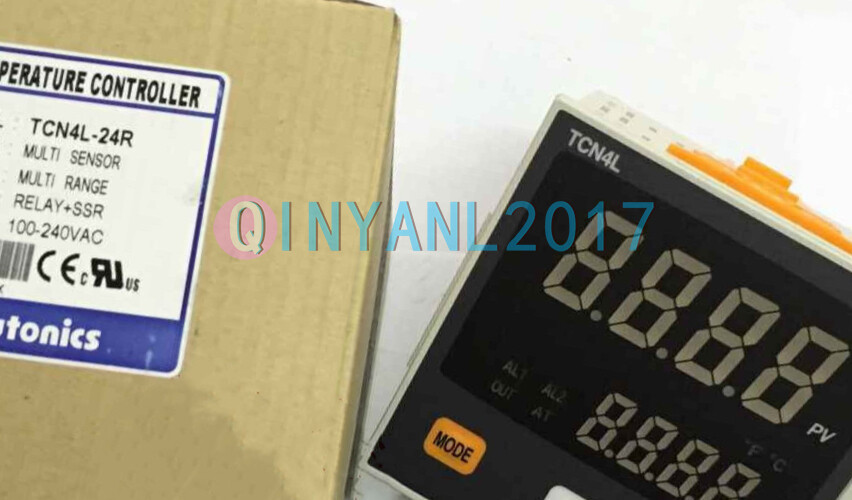 PERATURE CONTROLLER
TCN4L-24R
MULTI SENSOR
MULTI RANGE
RELAY+SSR
100-240VAC
CE c RU US
utonics
QINYANL2017
TCN4L
8.8.8.8
PV
AL1 AL2
OUT AT
8.8.8.8
°F °C
MODE